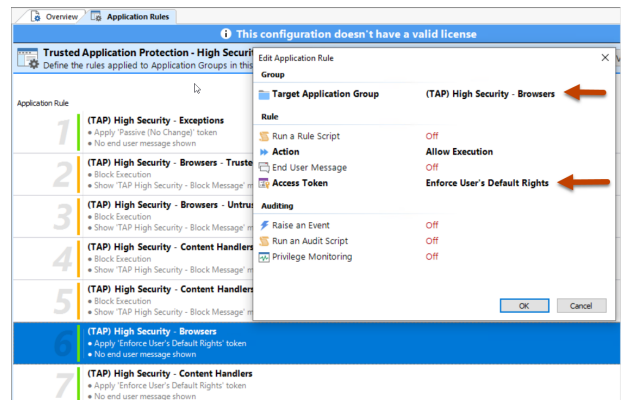 Overview
Application Rules
This configuration doesn't have a valid license
Trusted Application Protection - High Securit
Define the rules applied to Application Groups in this
Application Rule
1
(TAP) High Security - Exceptions
• Apply 'Passive (No Change)' token
• No end user message shown
2
(TAP) High Security - Browsers - Truste
• Block Execution
• Show 'TAP High Security - Block Message' m
3
(TAP) High Security - Browsers - Untrus
• Block Execution
• Show 'TAP High Security - Block Message' m
4
(TAP) High Security - Content Handlers
• Block Execution
• Show 'TAP High Security - Block Message' m
5
(TAP) High Security - Content Handlers
• Block Execution
• Show 'TAP High Security - Block Message' m
6
(TAP) High Security - Browsers
• Apply 'Enforce User's Default Rights' token
• No end user message shown
7
(TAP) High Security - Content Handlers
• Apply 'Enforce User's Default Rights' token
• No end user message shown
Edit Application Rule
Group
Target Application Group (TAP) High Security - Browsers
Rule
Run a Rule Script Off
Action Allow Execution
End User Message Off
Access Token Enforce User's Default Rights
Auditing
Raise an Event Off
Run an Audit Script Off
Privilege Monitoring Off
OK Cancel